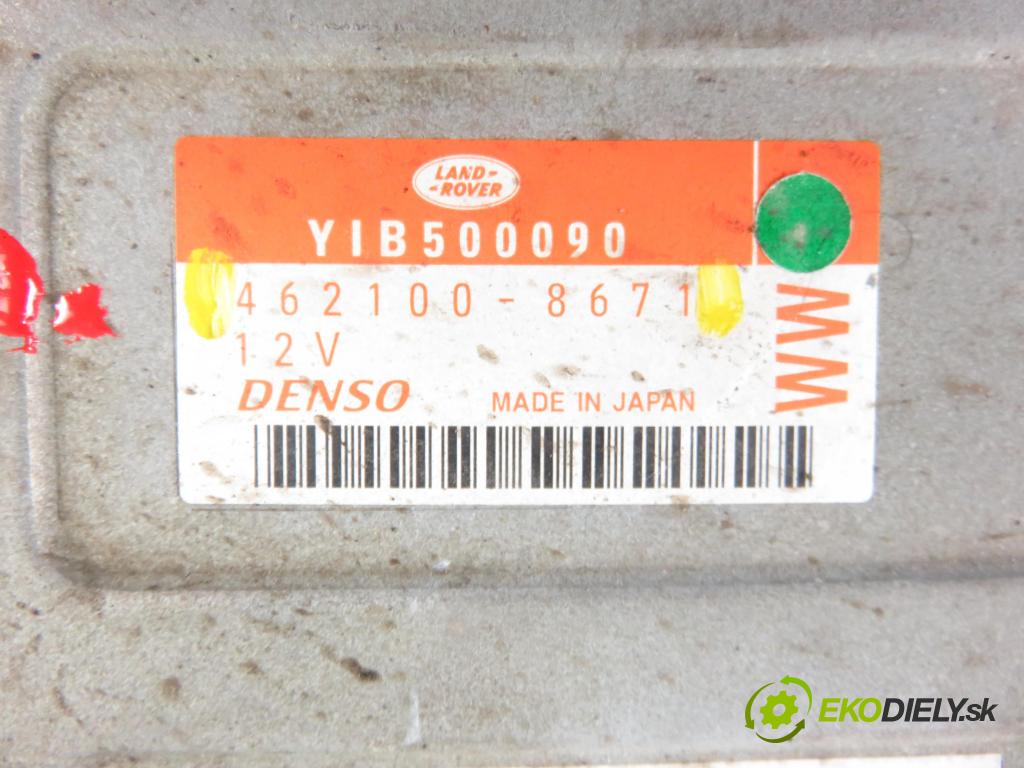 LAND-
-ROVER
YIB500090
462100-8671
12V
DENSO MADE IN JAPAN
WW
EKODIELY.sk